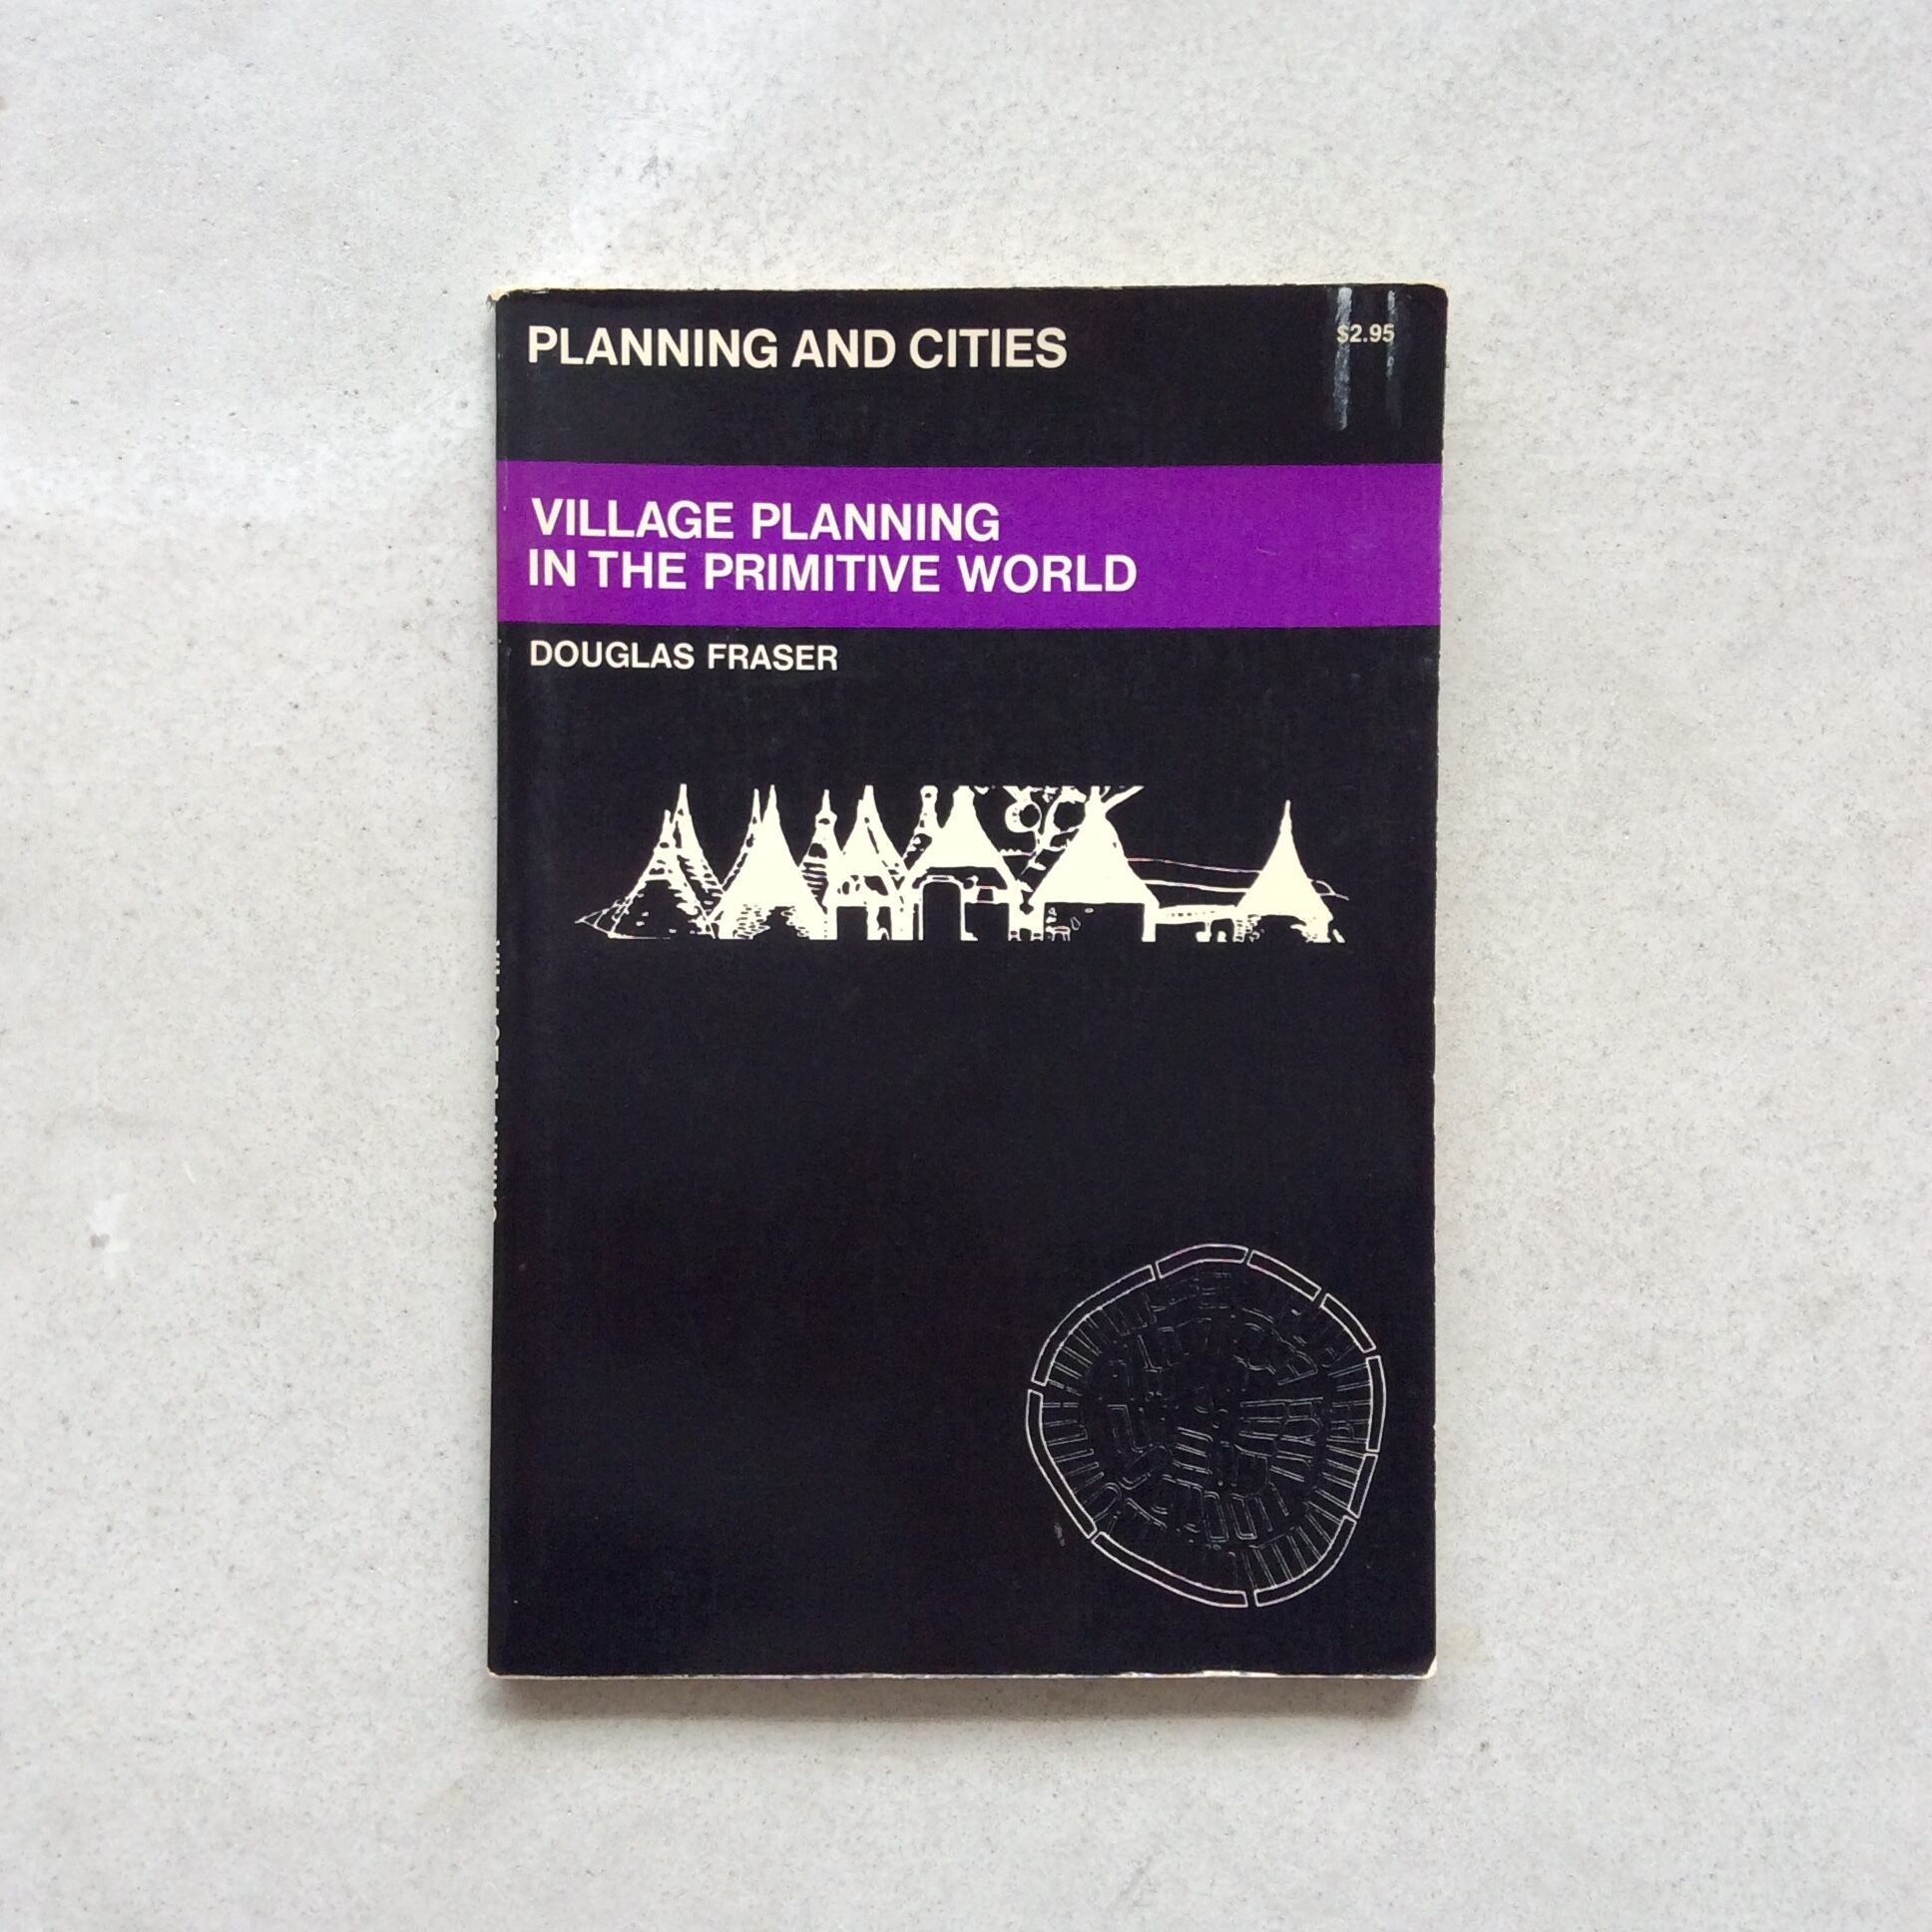 PLANNING AND CITIES
$2.95
VILLAGE PLANNING
IN THE PRIMITIVE WORLD
DOUGLAS FRASER